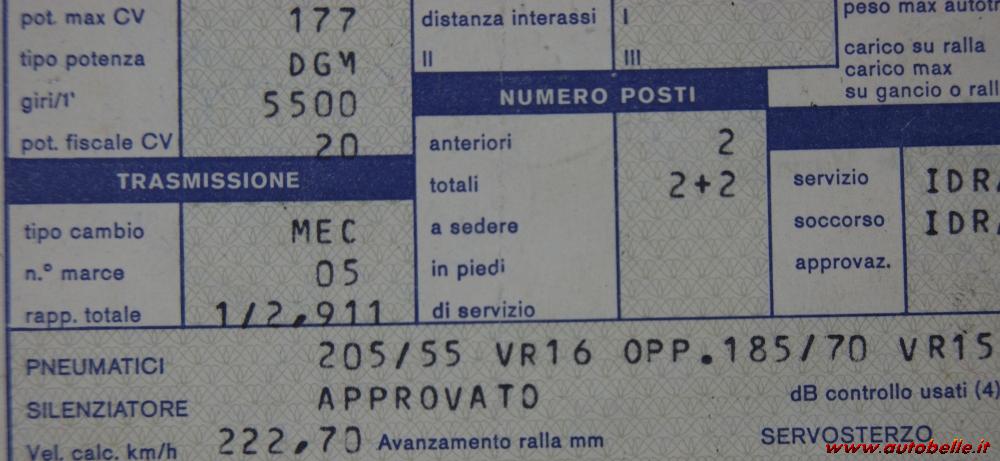 pot. max CV 177
tipo potenza DGM
giri/1' 5500
pot. fiscale CV 20
distanza interassi I
II III
peso max
carico su ralla
carico max
su gancio o
NUMERO POSTI
anteriori 2
totali 2+2
a sedere
in piedi
di servizio
servizio
soccorso
approvaz.
TRASMISSIONE
tipo cambio MEC
n.° marce 05
rapp. totale 1/2,911
PNEUMATICI 205/55 VR16 OPP.185/70 VR15
SILENZIATORE APPROVATO dB controllo usati (4)
Vel. calc. km/h 222,70 Avanzamento ralla mm SERVOSTERZO
www.autobelle.it